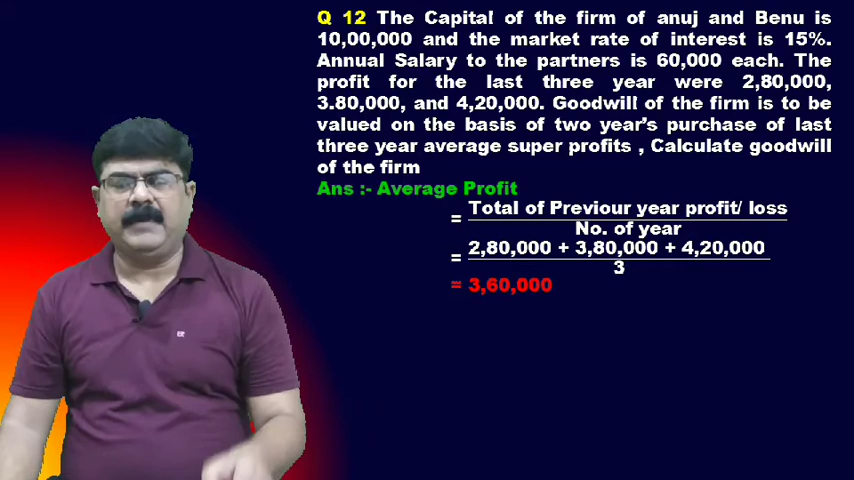 Q 12 The Capital of the firm of anuj and Benu is
10,00,000 and the market rate of interest is 15%.
Annual Salary to the partners is 60,000 each. The
profit for the last three year were 2,80,000,
3.80,000, and 4,20,000. Goodwill of the firm is to be
valued on the basis of two year's purchase of last
three year average super profits , Calculate goodwill
of the firm
Ans :- Average Profit
= Total of Previour year profit/ loss
No. of year
= 2,80,000 + 3,80,000 + 4,20,000
3
= 3,60,000